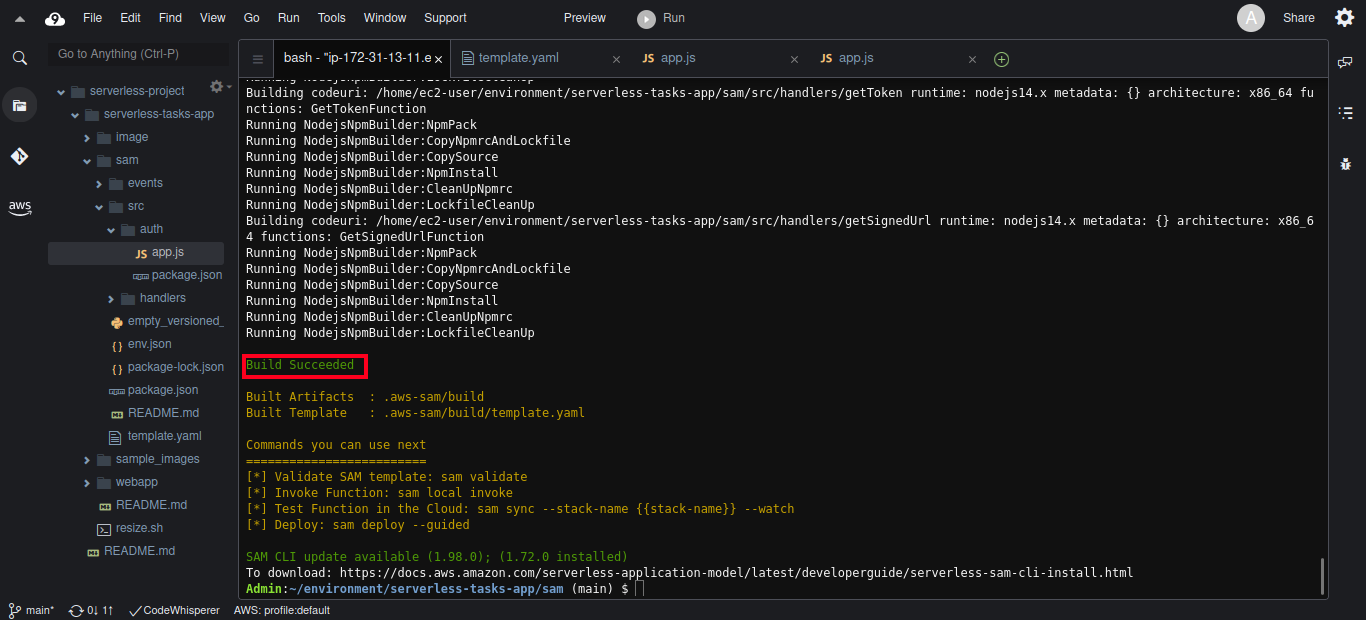 9 File Edit Find View Go Run Tools Window Support Preview Run A Share
Go to Anything (Ctrl-P)
bash - "ip-172-31-13-11.e × template.yaml × JS app.js × JS app.js ×
aws
serverless-project
serverless-tasks-app
image
sam
events
src
auth
JS app.js
package.json
handlers
empty_versioned_
{} env.json
{} package-lock.json
package.json
README.md
template.yaml
sample_images
webapp
README.md
resize.sh
README.md
Building codeuri: /home/ec2-user/environment/serverless-tasks-app/sam/src/handlers/getToken runtime: nodejs14.x metadata: {} architecture: x86_64 fu
nctions: GetTokenFunction
Running NodejsNpmBuilder:NpmPack
Running NodejsNpmBuilder:CopyNpmrcAndLockfile
Running NodejsNpmBuilder:CopySource
Running NodejsNpmBuilder:NpmInstall
Running NodejsNpmBuilder:CleanUpNpmrc
Running NodejsNpmBuilder:LockfileCleanUp
Building codeuri: /home/ec2-user/environment/serverless-tasks-app/sam/src/handlers/getSignedUrl runtime: nodejs14.x metadata: {} architecture: x86_6
4 functions: GetSignedUrlFunction
Running NodejsNpmBuilder:NpmPack
Running NodejsNpmBuilder:CopyNpmrcAndLockfile
Running NodejsNpmBuilder:CopySource
Running NodejsNpmBuilder:NpmInstall
Running NodejsNpmBuilder:CleanUpNpmrc
Running NodejsNpmBuilder:LockfileCleanUp
Build Succeeded
Built Artifacts  : .aws-sam/build
Built Template   : .aws-sam/build/template.yaml
Commands you can use next
=========================
[*] Validate SAM template: sam validate
[*] Invoke Function: sam local invoke
[*] Test Function in the Cloud: sam sync --stack-name {{stack-name}} --watch
[*] Deploy: sam deploy --guided
SAM CLI update available (1.98.0); (1.72.0 installed)
To download: https://docs.aws.amazon.com/serverless-application-model/latest/developerguide/serverless-sam-cli-install.html
Admin:~/environment/serverless-tasks-app/sam (main) $
main* 0↓ 1↑ CodeWhisperer AWS: profile:default